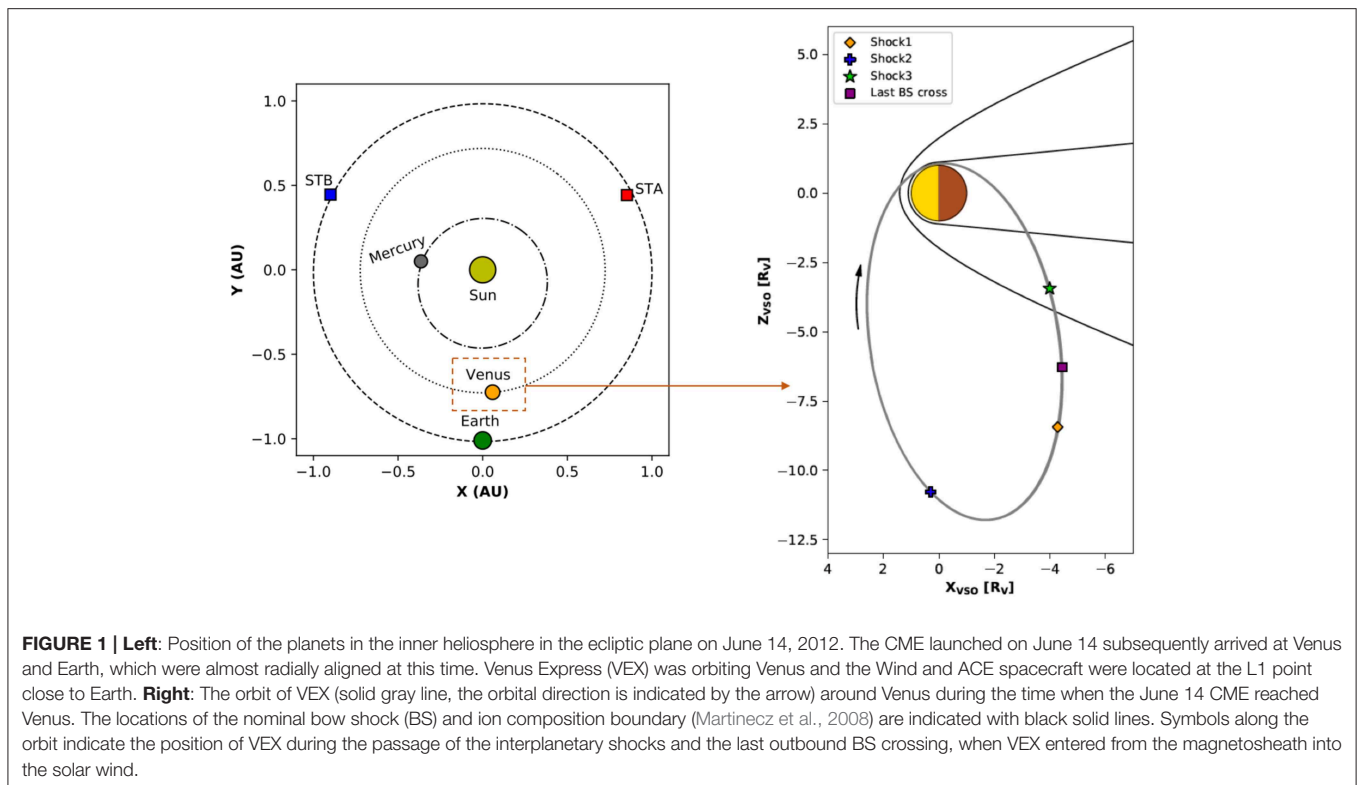 1.0
0.5
0.0
−0.5
−1.0
Y (AU)
STB
STA
Mercury
Sun
Venus
Earth
−1.0 −0.5 0.0 0.5 1.0
X (AU)
Shock1
Shock2
Shock3
Last BS cross
5.0
2.5
0.0
−2.5
−5.0
−7.5
−10.0
−12.5
ZVSO [RV]
4 2 0 −2 −4 −6
XVSO [RV]
FIGURE 1 | Left: Position of the planets in the inner heliosphere in the ecliptic plane on June 14, 2012. The CME launched on June 14 subsequently arrived at Venus
and Earth, which were almost radially aligned at this time. Venus Express (VEX) was orbiting Venus and the Wind and ACE spacecraft were located at the L1 point
close to Earth. Right: The orbit of VEX (solid gray line, the orbital direction is indicated by the arrow) around Venus during the time when the June 14 CME reached
Venus. The locations of the nominal bow shock (BS) and ion composition boundary (Martinecz et al., 2008) are indicated with black solid lines. Symbols along the
orbit indicate the position of VEX during the passage of the interplanetary shocks and the last outbound BS crossing, when VEX entered from the magnetosheath into
the solar wind.